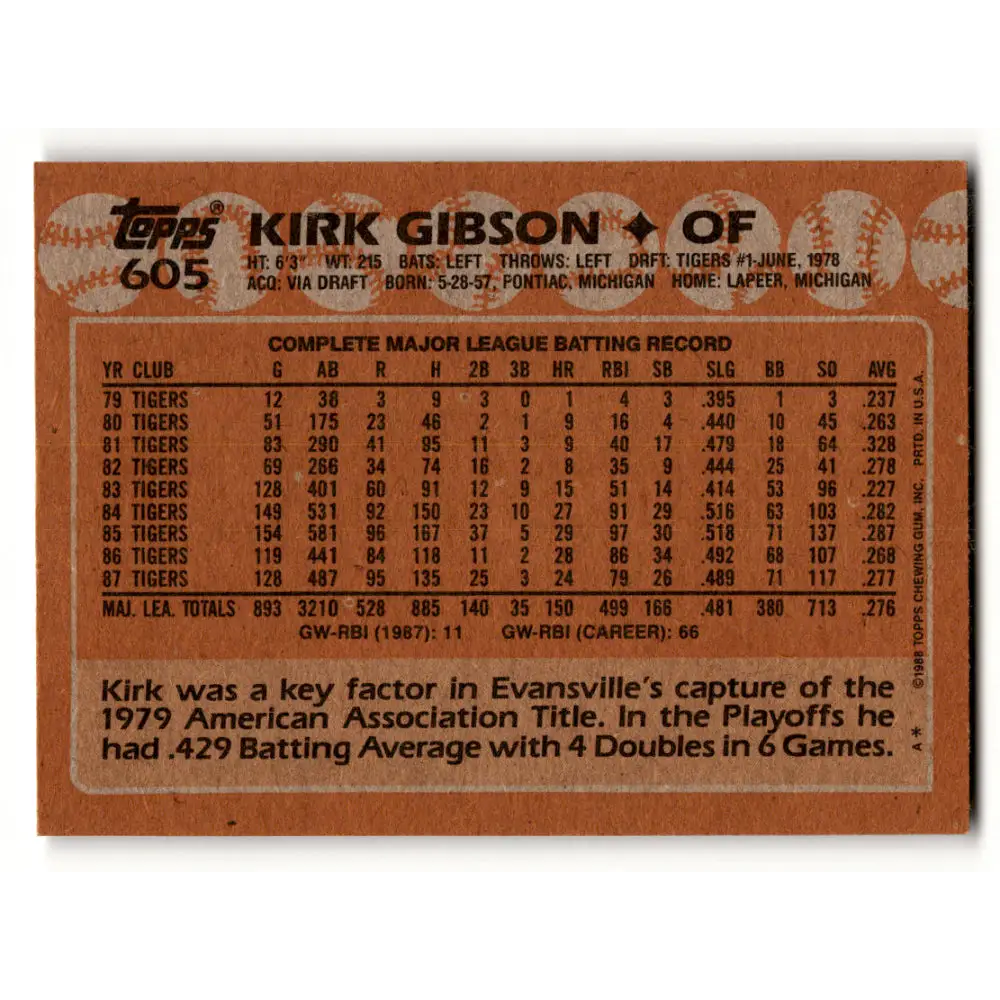 Topps® KIRK GIBSON ✦ OF
605 HT: 6'3" WT: 215 BATS: LEFT THROWS: LEFT DRFT: TIGERS #1-JUNE, 1978
ACQ: VIA DRAFT BORN: 5-28-57, PONTIAC, MICHIGAN HOME: LAPEER, MICHIGAN
COMPLETE MAJOR LEAGUE BATTING RECORD
YR CLUB G AB R H 2B 3B HR RBI SB SLG BB SO AVG
79 TIGERS 12 38 3 9 3 0 1 4 3 .395 1 3 .237
80 TIGERS 51 175 23 46 2 1 9 16 4 .440 10 45 .263
81 TIGERS 83 290 41 95 11 3 9 40 17 .479 18 64 .328
82 TIGERS 69 266 34 74 16 2 8 35 9 .444 25 41 .278
83 TIGERS 128 401 60 91 12 9 15 51 14 .414 53 96 .227
84 TIGERS 149 531 92 150 23 10 27 91 29 .516 63 103 .282
85 TIGERS 154 581 96 167 37 5 29 97 30 .518 71 137 .287
86 TIGERS 119 441 84 118 11 2 28 86 34 .492 68 107 .268
87 TIGERS 128 487 95 135 25 3 24 79 26 .489 71 117 .277
MAJ. LEA. TOTALS 893 3210 528 885 140 35 150 499 166 .481 380 713 .276
GW-RBI (1987): 11 GW-RBI (CAREER): 66
Kirk was a key factor in Evansville's capture of the
1979 American Association Title. In the Playoffs he
had .429 Batting Average with 4 Doubles in 6 Games.
©1988 TOPPS CHEWING GUM, INC. PRTD. IN U.S.A.
A*